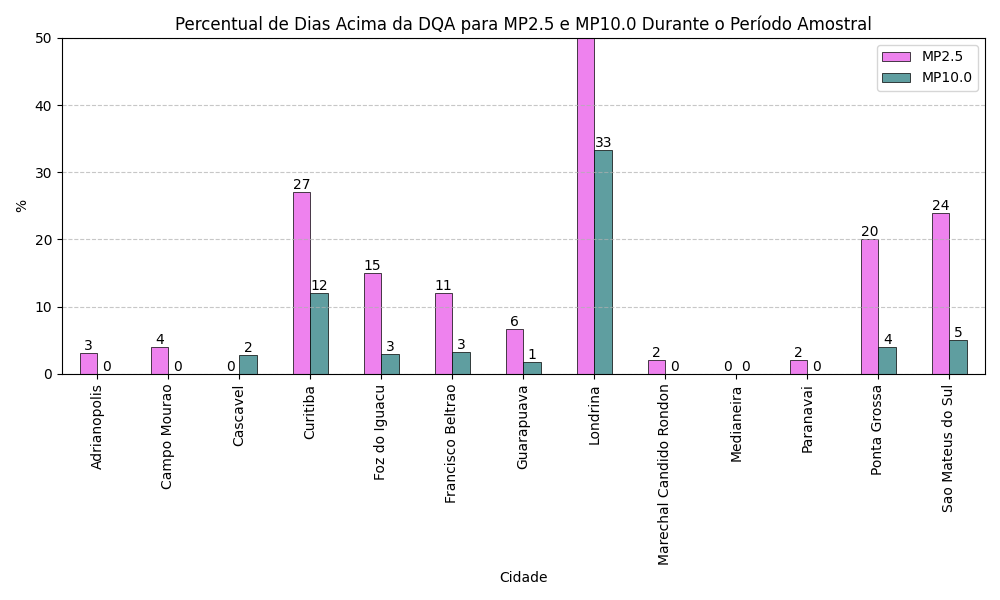 Percentual de Dias Acima da DQA para MP2.5 e MP10.0 Durante o Período Amostral
MP2.5
MP10.0
%
50
40
30
20
10
0
3 0
4 0
0 2
27 12
15 3
11 3
6 1
33
2 0
0 0
2 0
20 4
24 5
Adrianopolis
Campo Mourao
Cascavel
Curitiba
Foz do Iguacu
Francisco Beltrao
Guarapuava
Londrina
Marechal Candido Rondon
Medianeira
Paranavai
Ponta Grossa
Sao Mateus do Sul
Cidade